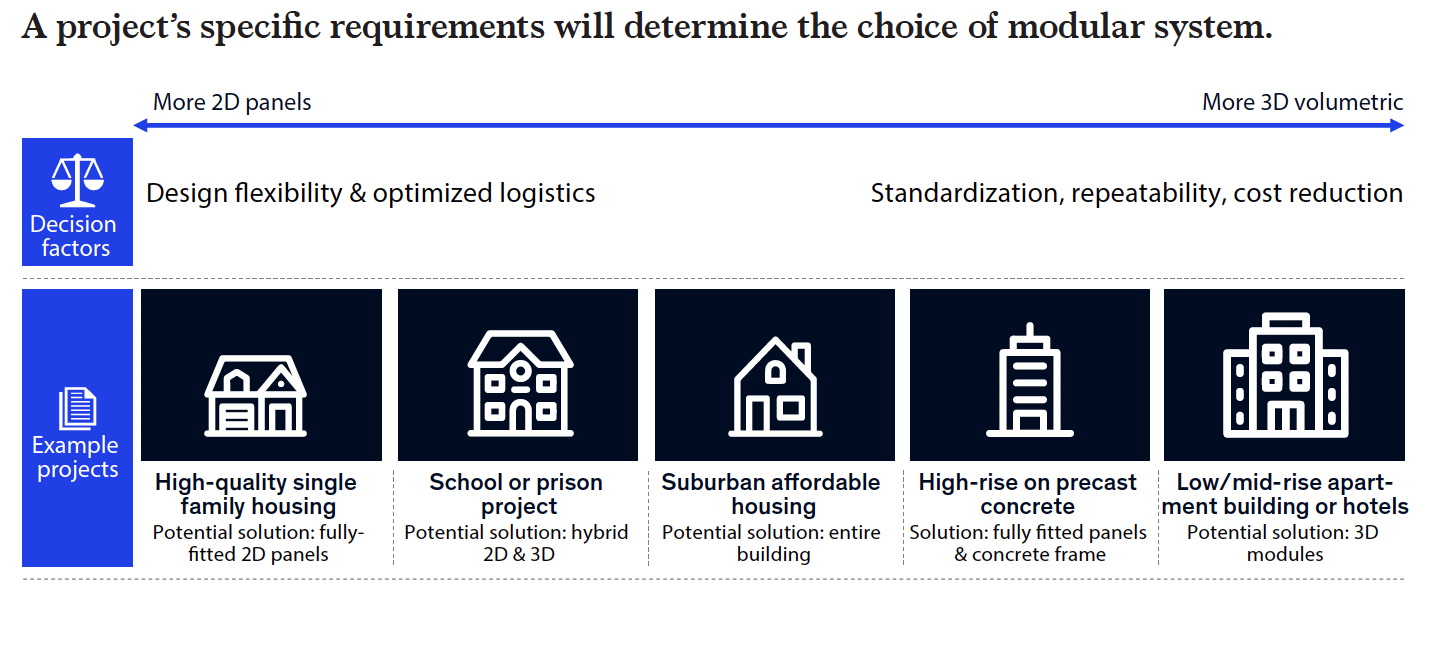 A project’s specific requirements will determine the choice of modular system.
More 2D panels
More 3D volumetric
Decision
factors
Design flexibility & optimized logistics
Standardization, repeatability, cost reduction
Example
projects
High-quality single
family housing
Potential solution: fully-
fitted 2D panels
School or prison
project
Potential solution: hybrid
2D & 3D
Suburban affordable
housing
Potential solution: entire
building
High-rise on precast
concrete
Solution: fully fitted panels
& concrete frame
Low/mid-rise apart-
ment building or hotels
Potential solution: 3D
modules